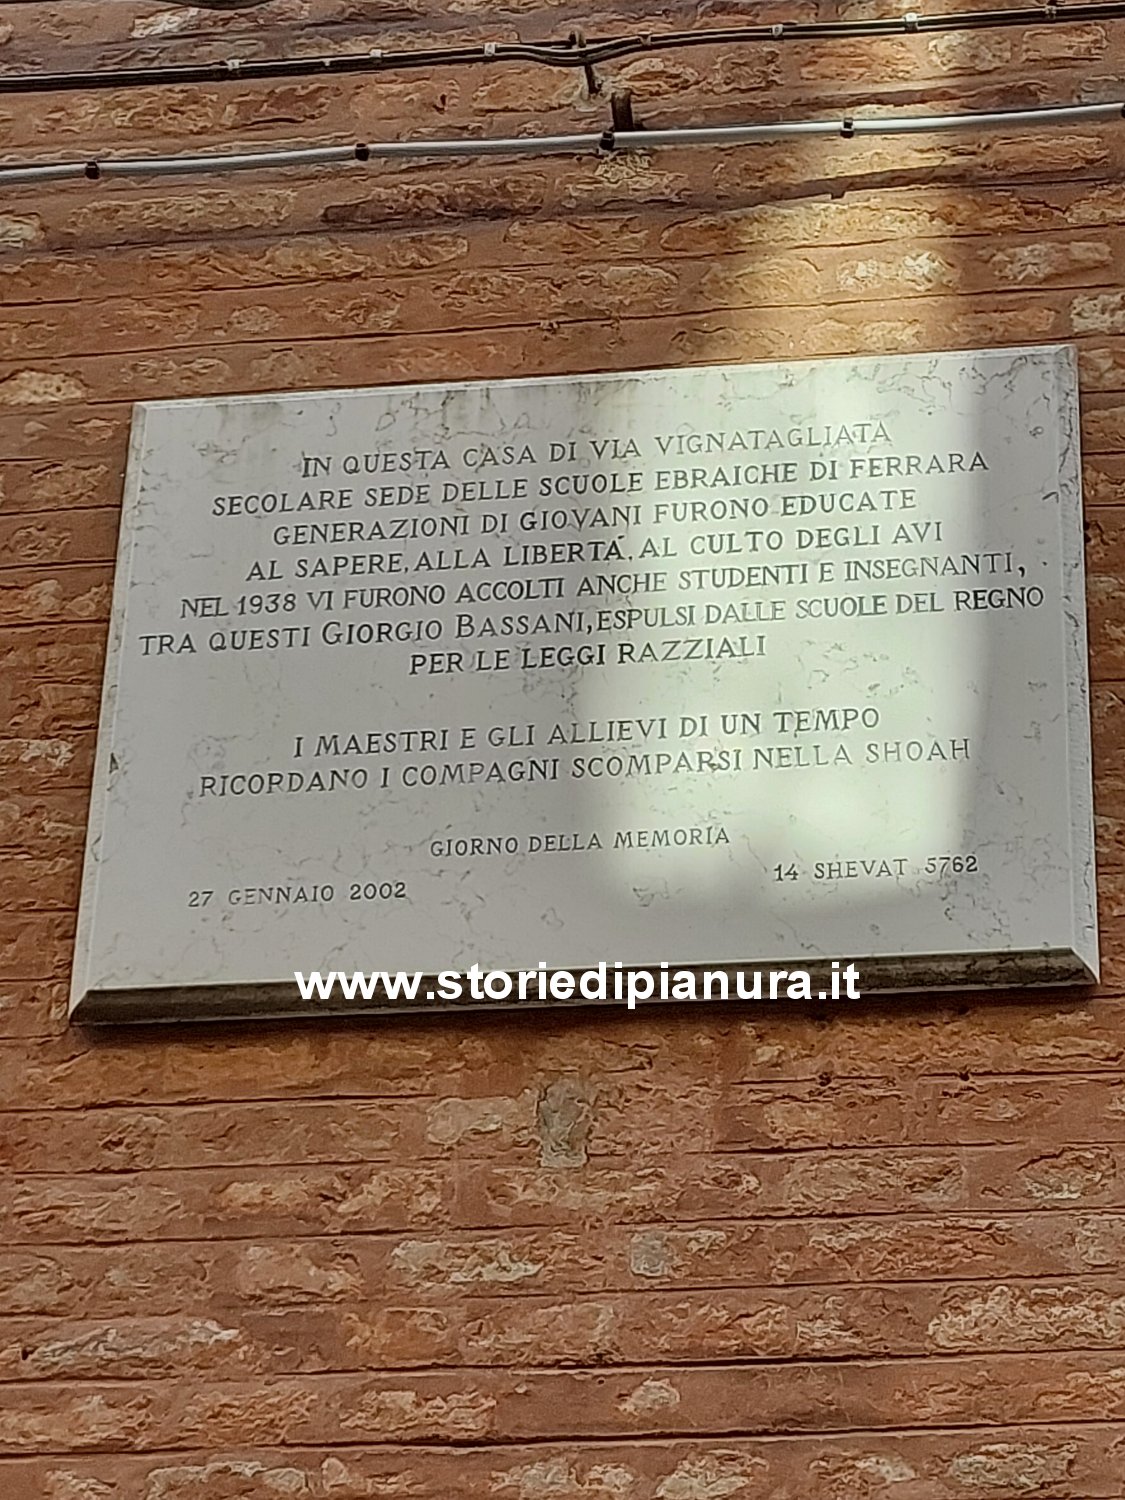 IN QUESTA CASA DI VIA VIGNATAGLIATA
SECOLARE SEDE DELLE SCUOLE EBRAICHE DI FERRARA
GENERAZIONI DI GIOVANI FURONO EDUCATE
AL SAPERE, ALLA LIBERTÀ, AL CULTO DEGLI AVI
NEL 1938 VI FURONO ACCOLTI ANCHE STUDENTI E INSEGNANTI,
TRA QUESTI GIORGIO BASSANI, ESPULSI DALLE SCUOLE DEL REGNO
PER LE LEGGI RAZZIALI
I MAESTRI E GLI ALLIEVI DI UN TEMPO
RICORDANO I COMPAGNI SCOMPARSI NELLA SHOAH
GIORNO DELLA MEMORIA
27 GENNAIO 2002 14 SHEVAT 5762
www.storiedipianura.it